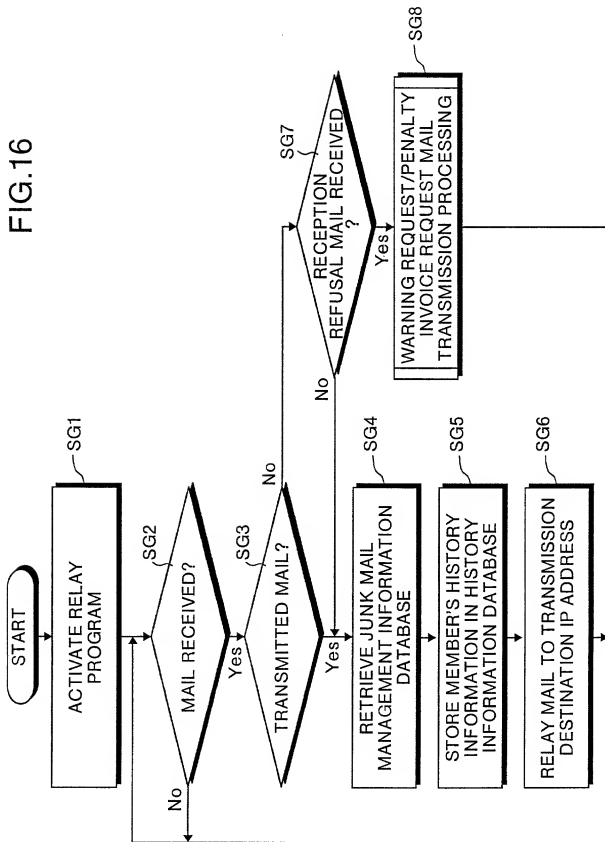 FIG.16
START
SG1
ACTIVATE RELAY
PROGRAM
SG2
MAIL RECEIVED?
No
Yes
SG3
TRANSMITTED MAIL?
No
Yes
SG7
RECEPTION
REFUSAL MAIL RECEIVED
?
No
Yes
SG8
WARNING REQUEST/PENALTY
INVOICE REQUEST MAIL
TRANSMISSION PROCESSING
SG4
RETRIEVE JUNK MAIL
MANAGEMENT INFORMATION
DATABASE
SG5
STORE MEMBER'S HISTORY
INFORMATION IN HISTORY
INFORMATION DATABASE
SG6
RELAY MAIL TO TRANSMISSION
DESTINATION IP ADDRESS